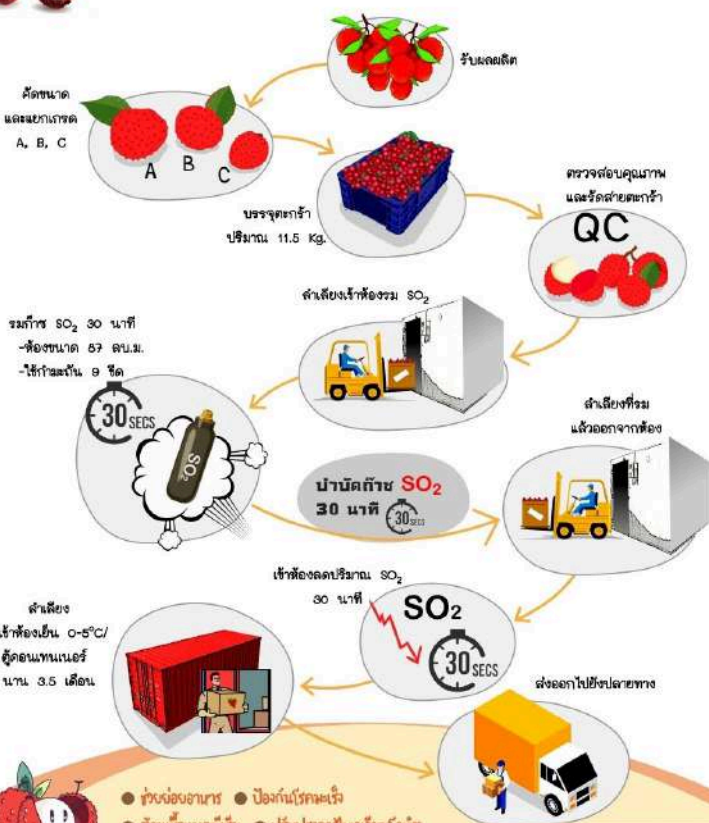 รับผลผลิต
คัดขนาด
และแยกเกรด
A, B, C
A
B
C
บรรจุตะกร้า
ปริมาณ 11.5 Kg.
ตรวจสอบคุณภาพ
และรัดสายตะกร้า
QC
ลำเลียงเข้าห้องรม SO₂
รมก๊าซ SO₂ 30 นาที
-ห้องขนาด 87 ลบ.ม.
-ใช้กำมะถัน 9 ขีด
30 SECS
SO₂
ลำเลียงที่รม
แล้วออกจากห้อง
บำบัดก๊าซ SO₂
30 นาที
30 SECS
เข้าห้องลดปริมาณ SO₂
30 นาที
SO₂
30 SECS
ลำเลียง
เข้าห้องเย็น 0-5°C/
ตู้คอนเทนเนอร์
นาน 3.5 เดือน
ส่งออกไปยังปลายทาง
ช่วยย่อยอาหาร
ป้องกันโรคมะเร็ง